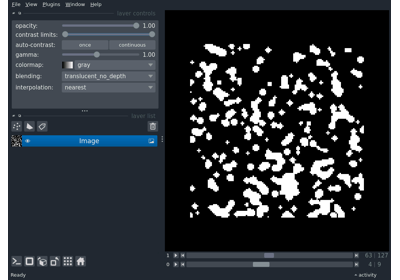 File View Plugins Window Help
layer controls
opacity: 1.00
contrast limits:
auto-contrast: once continuous
gamma: 1.00
colormap: gray
blending: translucent_no_depth
interpolation: nearest
layer list
Image
1 63 127
0 4 9
Ready activity